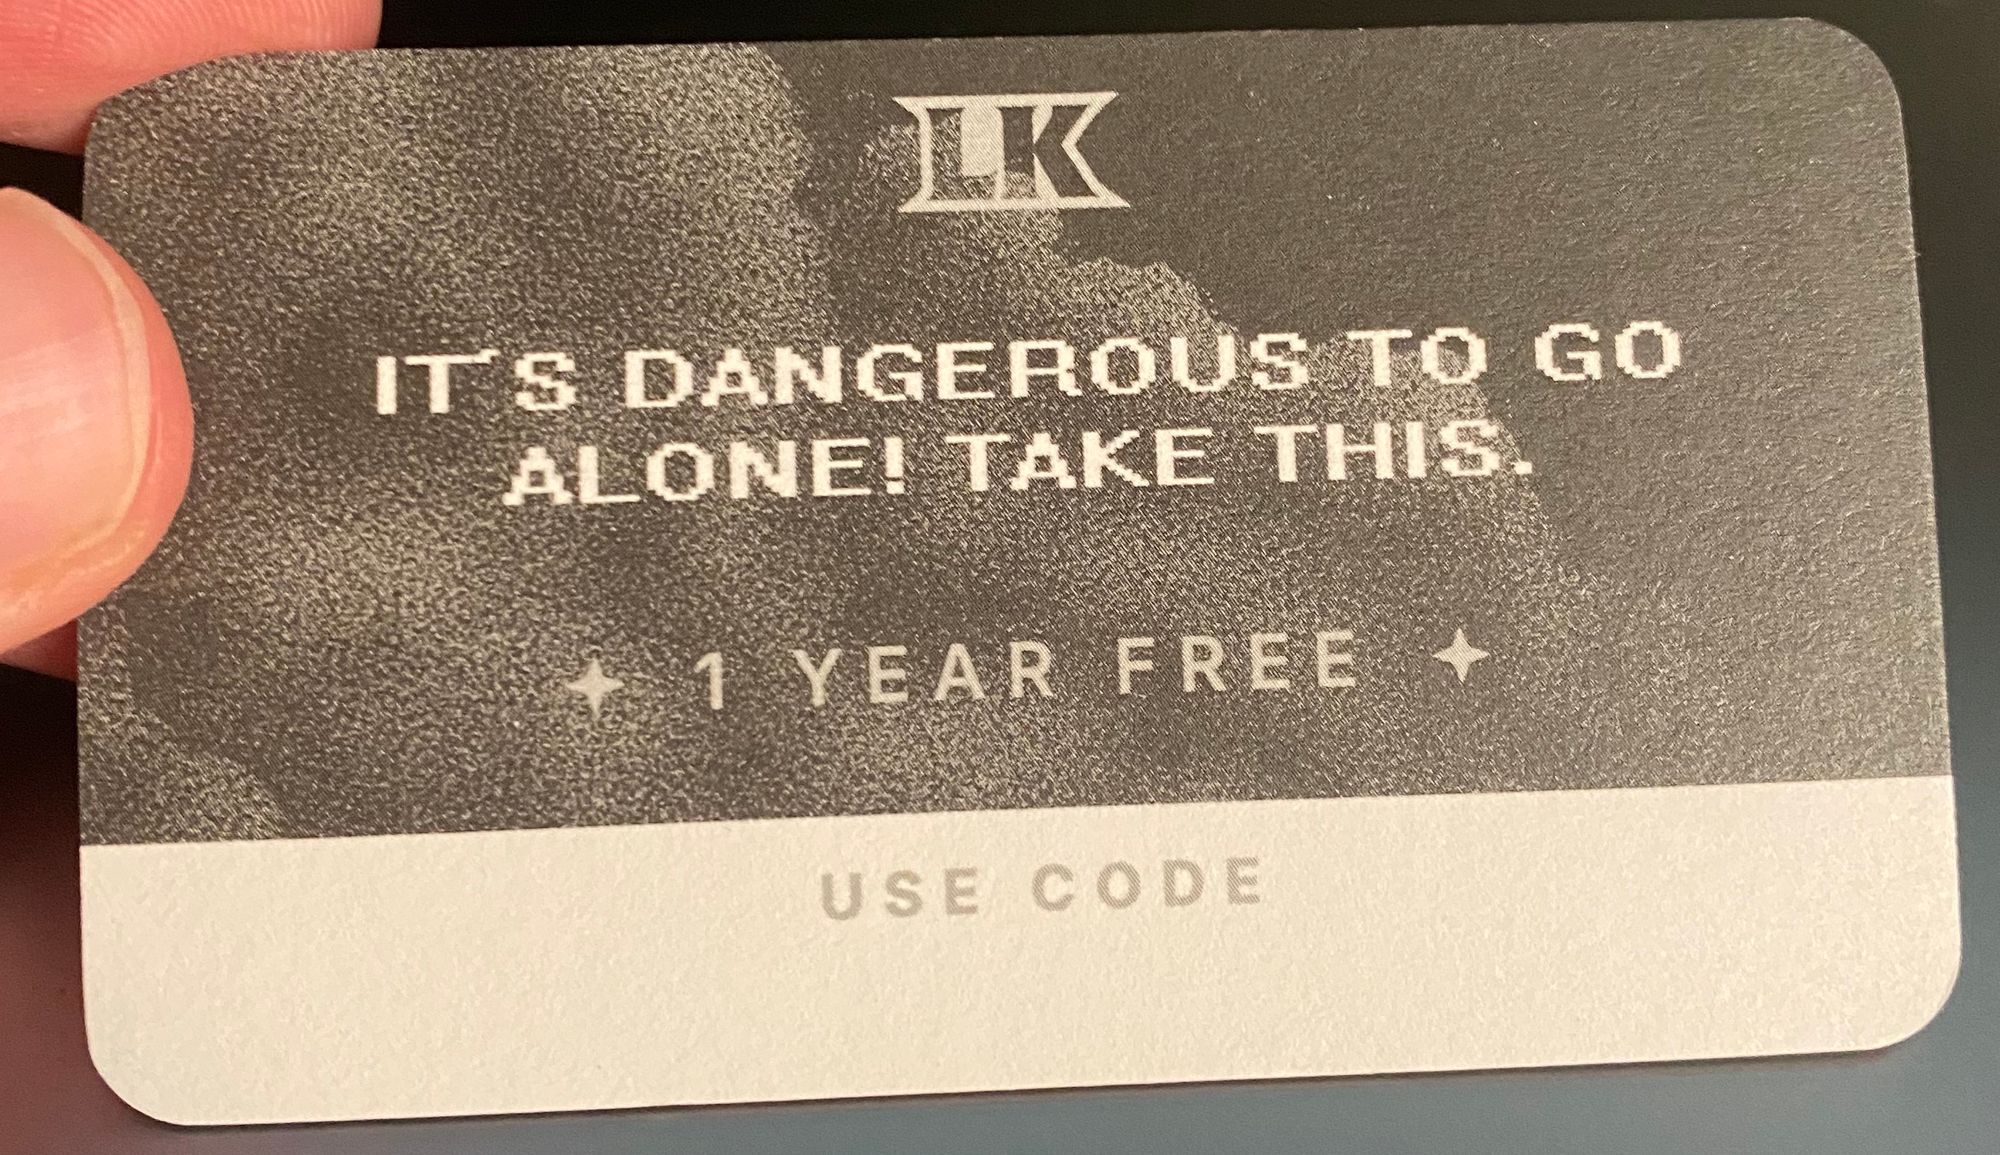 LK
IT'S DANGEROUS TO GO
ALONE! TAKE THIS.
1 YEAR FREE
USE CODE